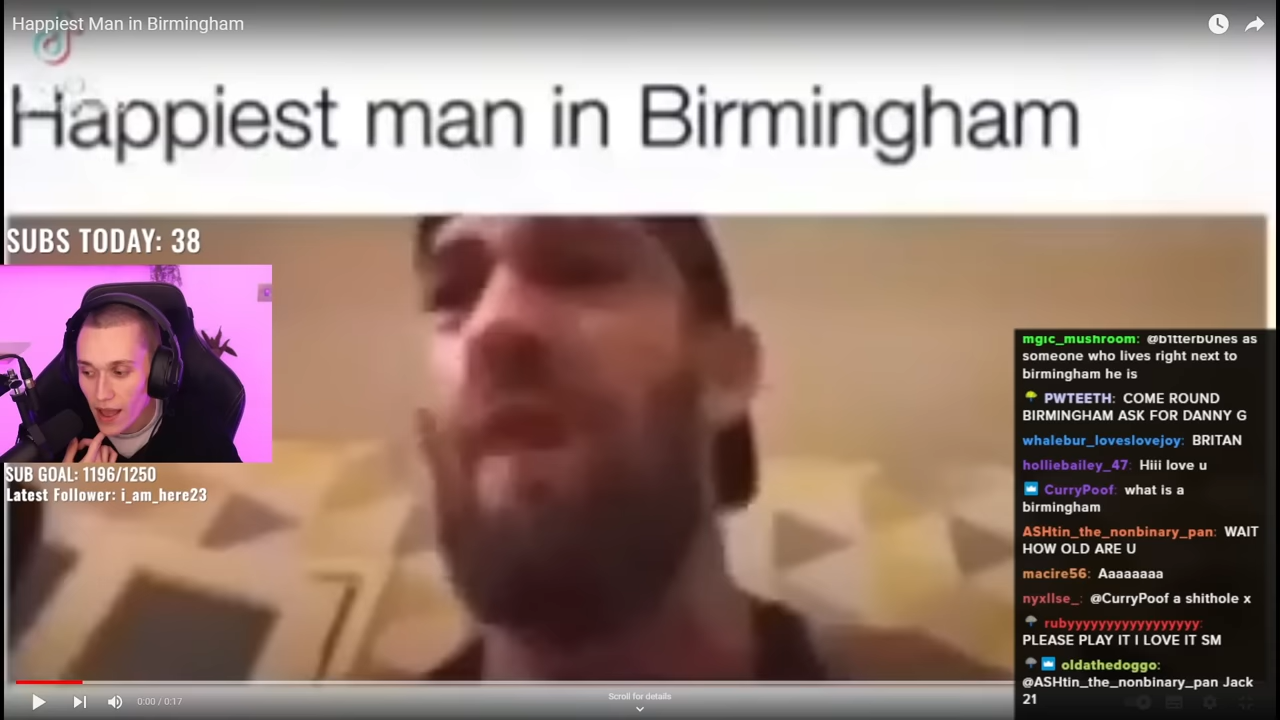 Happiest Man in Birmingham
Happiest man in Birmingham
SUBS TODAY: 38
SUB GOAL: 1196/1250
Latest Follower: i_am_here23
mgic_mushroom: @b1tterb0nes as
someone who lives right next to
birmingham he is
PWTEETH: COME ROUND
BIRMINGHAM ASK FOR DANNY G
whalebur_loveslovejoy: BRITAN
holliebailey_47: Hiii love u
CurryPoof: what is a
birmingham
ASHtin_the_nonbinary_pan: WAIT
HOW OLD ARE U
macire56: Aaaaaaaa
nyxllse_: @CurryPoof a shithole x
rubyyyyyyyyyyyyyyyyy:
PLEASE PLAY IT I LOVE IT SM
oldathedoggo:
@ASHtin_the_nonbinary_pan Jack
21
0:00 / 0:17
Scroll for details